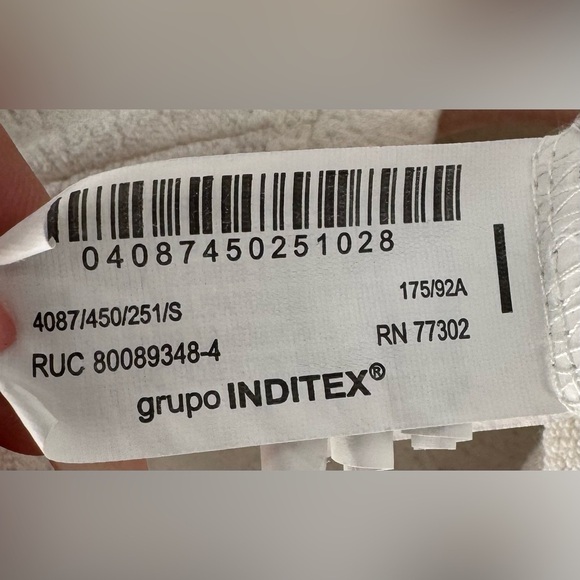 04087450251028
4087/450/251/S
175/92A
RUC 80089348-4
RN 77302
grupo INDITEX®